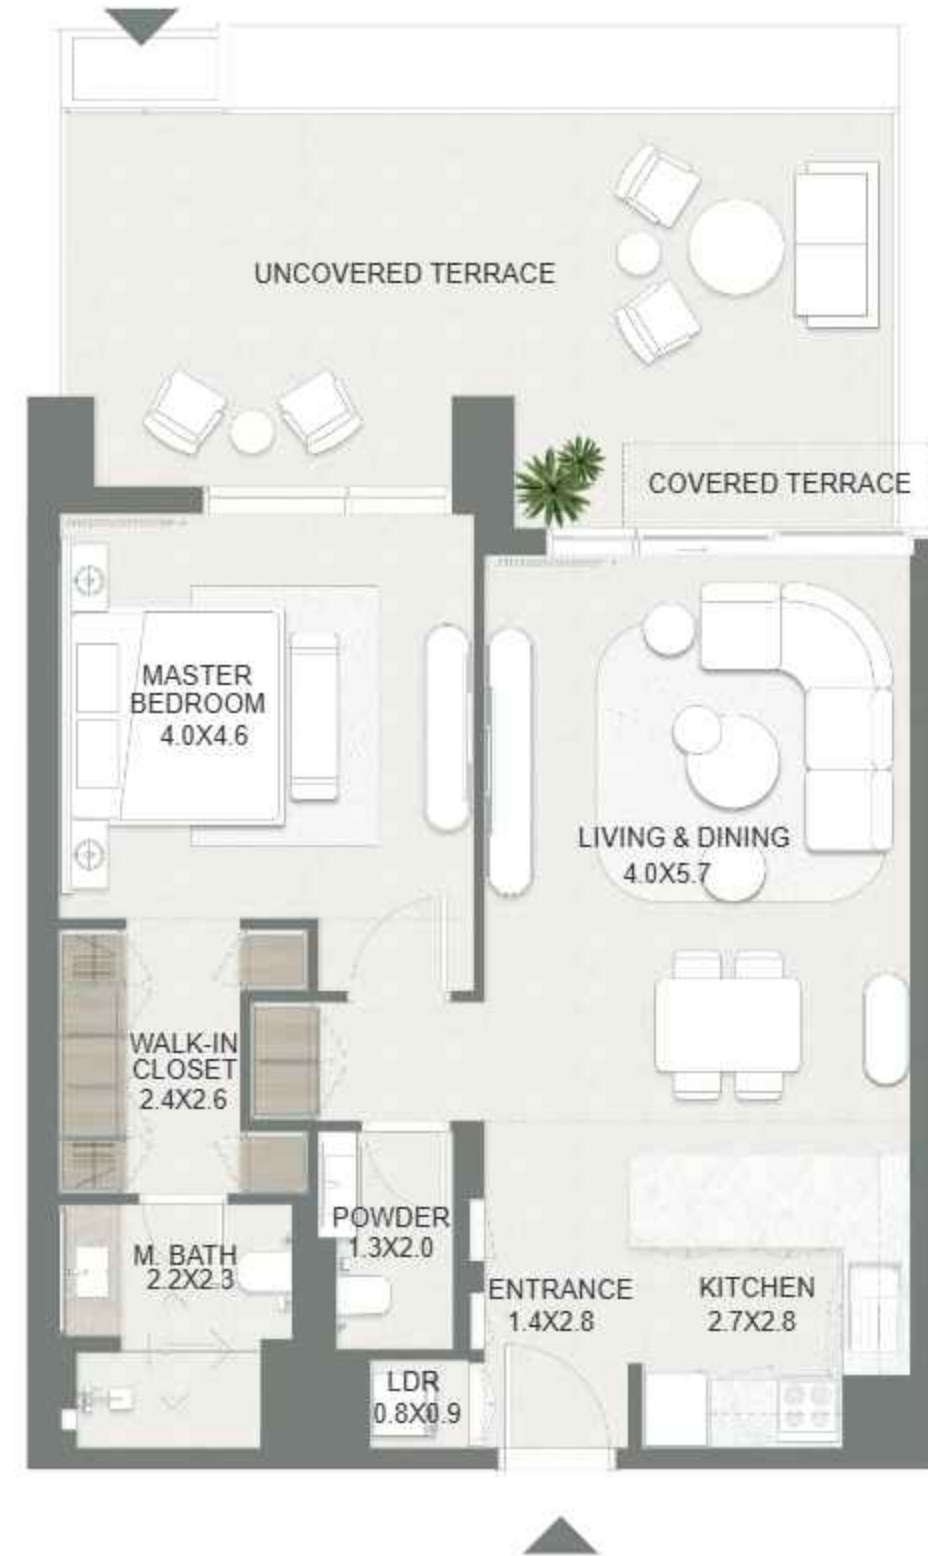 UNCOVERED TERRACE
COVERED TERRACE
MASTER
BEDROOM
4.0X4.6
LIVING & DINING
4.0X5.7
WALK-IN
CLOSET
2.4X2.6
POWDER
1.3X2.0
M. BATH
2.2X2.3
ENTRANCE
1.4X2.8
KITCHEN
2.7X2.8
LDR
0.8X0.9